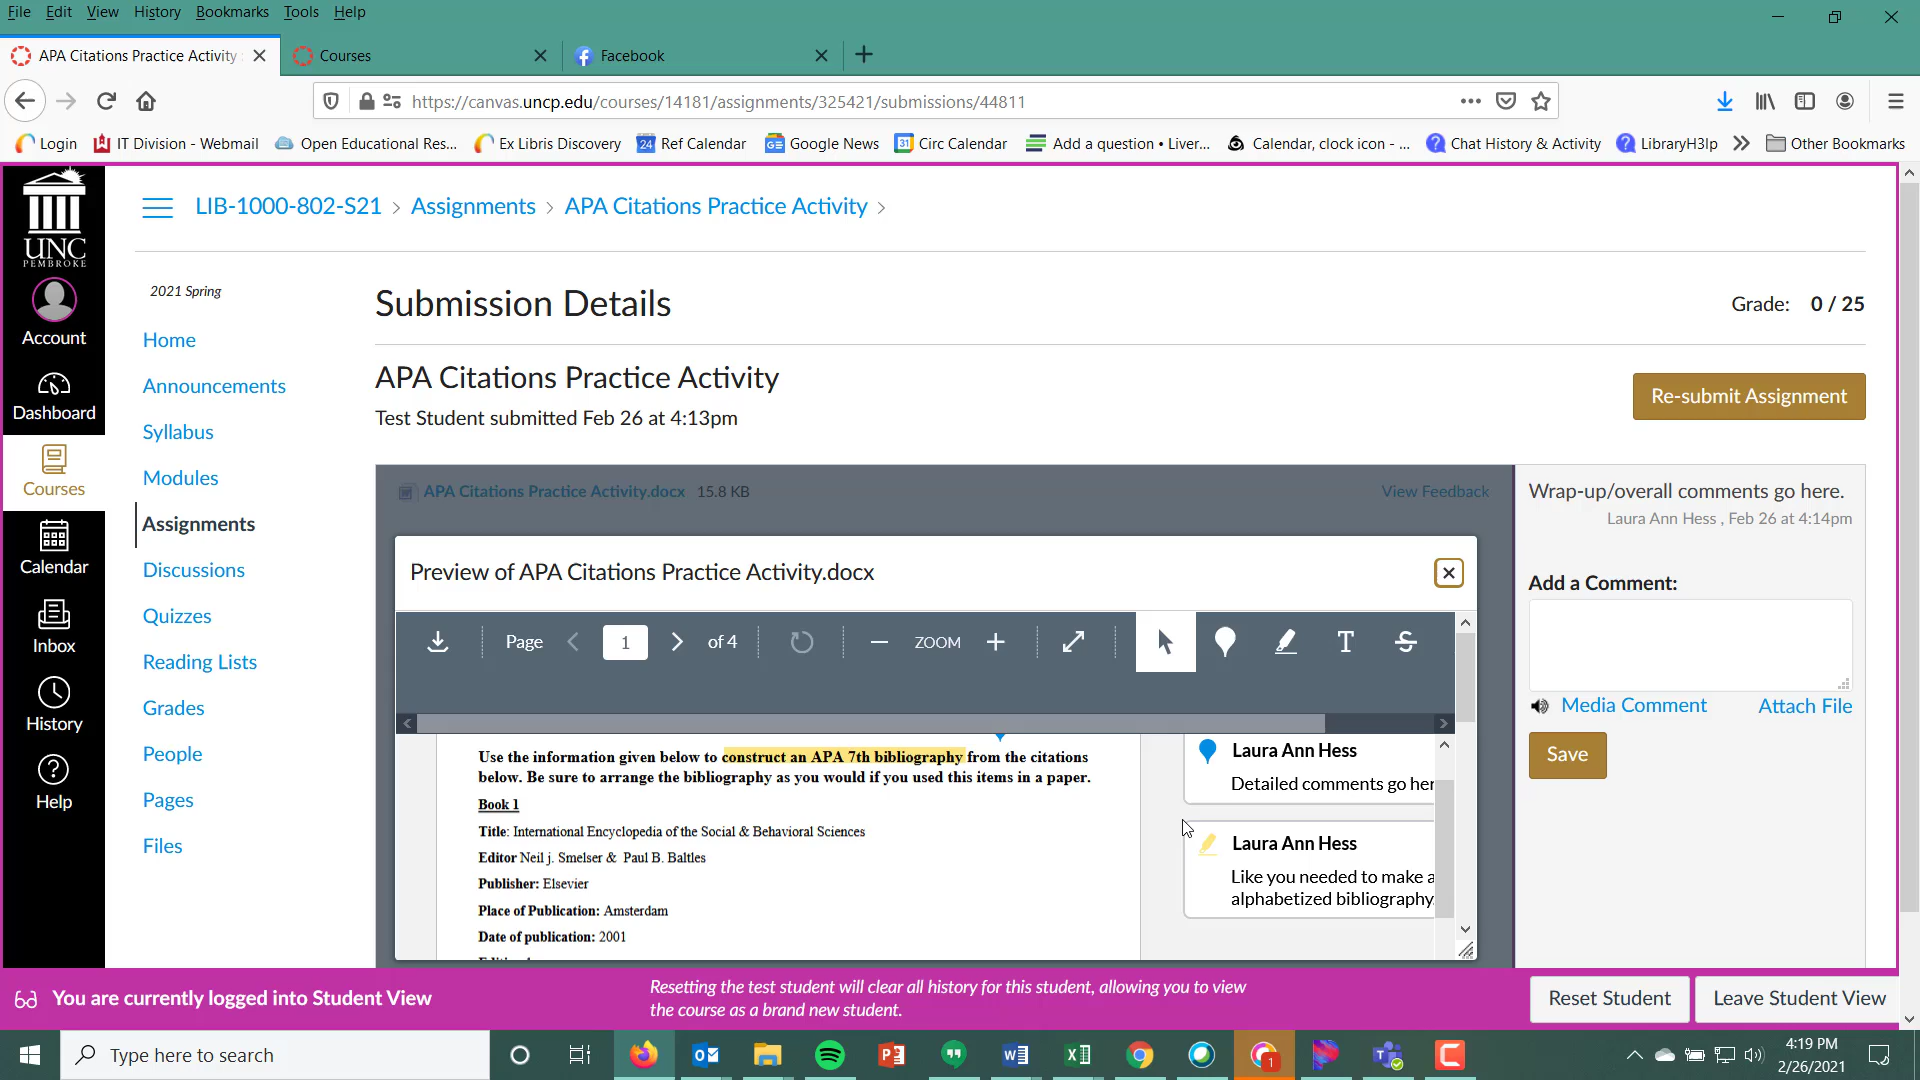 File Edit View History Bookmarks Tools Help
APA Citations Practice Activity
Courses
Facebook
https://canvas.uncp.edu/courses/14181/assignments/325421/submissions/44811
Login
IT Division - Webmail
Open Educational Res...
Ex Libris Discovery
24 Ref Calendar
Google News
31 Circ Calendar
Add a question • Liver...
Calendar, clock icon - ...
Chat History & Activity
LibraryH3lp
Other Bookmarks
UNC
PEMBROKE
Account
Dashboard
Courses
Calendar
Inbox
History
Help
LIB-1000-802-S21 > Assignments > APA Citations Practice Activity >
2021 Spring
Home
Announcements
Syllabus
Modules
Assignments
Discussions
Quizzes
Reading Lists
Grades
People
Pages
Files
Submission Details
Grade: 0 / 25
APA Citations Practice Activity
Test Student submitted Feb 26 at 4:13pm
Re-submit Assignment
APA Citations Practice Activity.docx 15.8 KB
View Feedback
Preview of APA Citations Practice Activity.docx
Page 1 of 4
ZOOM
Use the information given below to construct an APA 7th bibliography from the citations
below. Be sure to arrange the bibliography as you would if you used this items in a paper.
Book 1
Title: International Encyclopedia of the Social & Behavioral Sciences
Editor Neil j. Smelser & Paul B. Baltles
Publisher: Elsevier
Place of Publication: Amsterdam
Date of publication: 2001
Laura Ann Hess
Detailed comments go her
Laura Ann Hess
Like you needed to make a
alphabetized bibliography
Wrap-up/overall comments go here.
Laura Ann Hess , Feb 26 at 4:14pm
Add a Comment:
Media Comment
Attach File
Save
You are currently logged into Student View
Resetting the test student will clear all history for this student, allowing you to view
the course as a brand new student.
Reset Student
Leave Student View
Type here to search
1
4:19 PM
2/26/2021